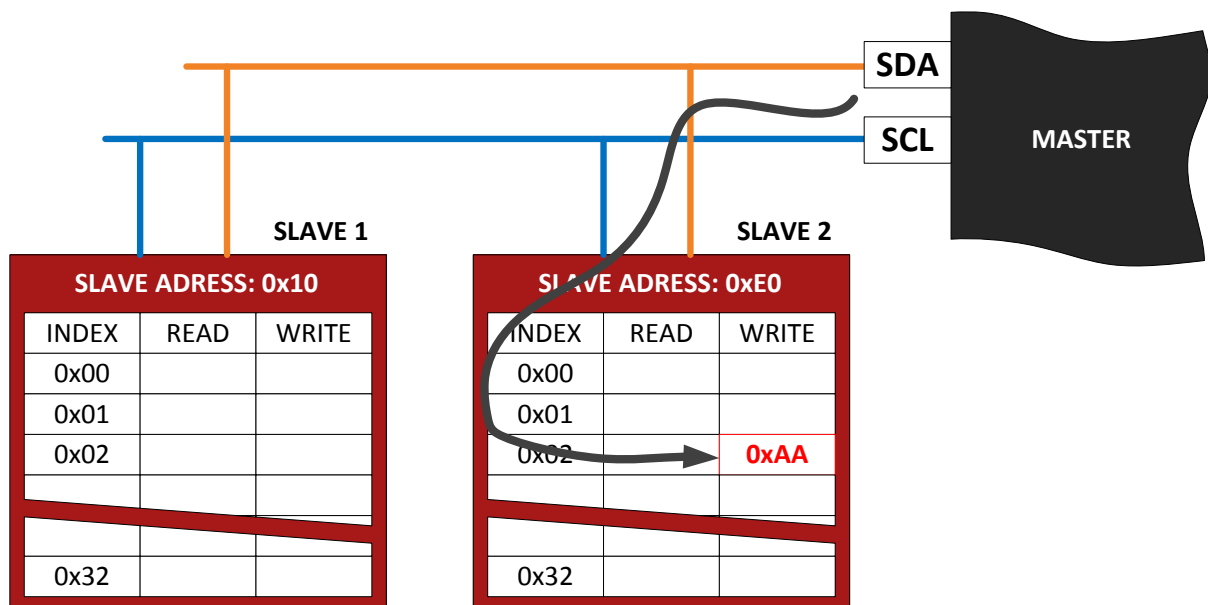 SDA
SCL
MASTER
SLAVE 1
SLAVE ADRESS: 0x10
INDEX READ WRITE
0x00
0x01
0x02
0x32
SLAVE 2
SLAVE ADRESS: 0xE0
INDEX READ WRITE
0x00
0x01
0x02 0xAA
0x32